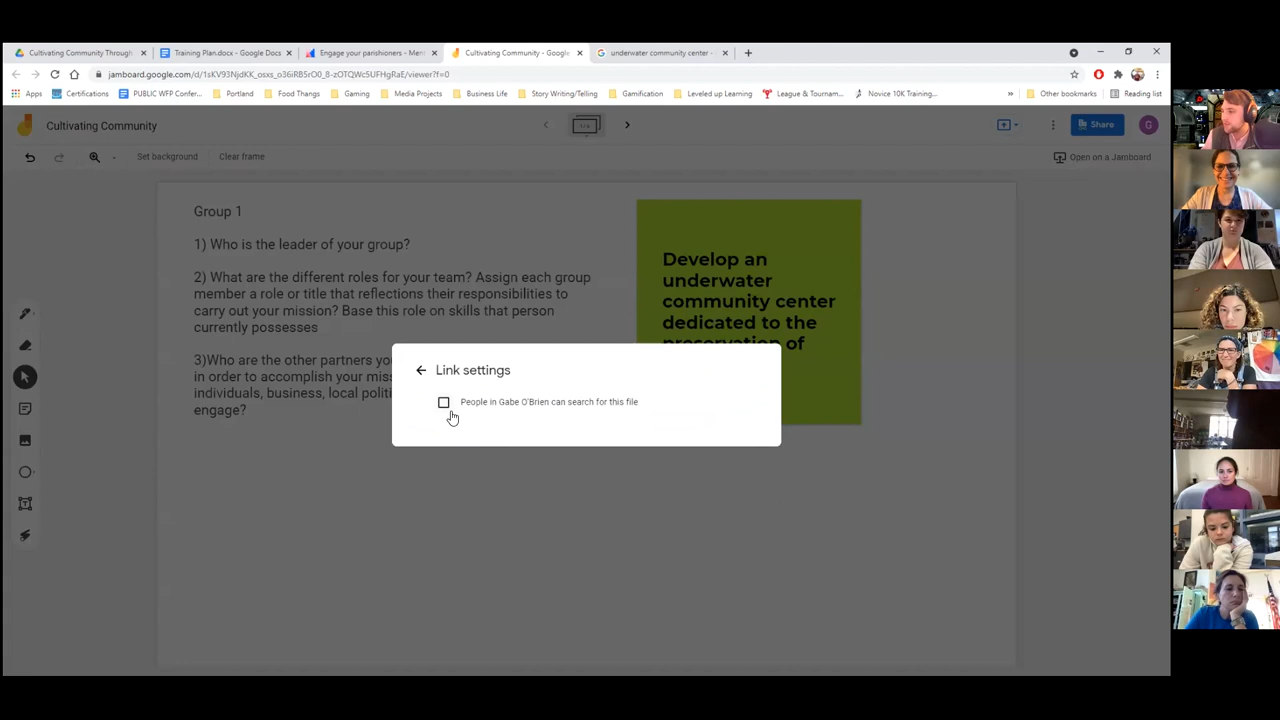 Cultivating Community Throug
Training Plan.docx - Google Docs
Engage your parishioners - Men
Cultivating Community - Google
underwater community center -
jamboard.google.com/d/1sKV93NjdKK_osxs_o36iRB5rO0_8-zOTQWc5UFHgRaE/viewer?f=0
Apps
Certifications
PUBLIC WFP Confer...
Portland
Food Thangs
Gaming
Media Projects
Business Life
Story Writing/Telling
Gamification
Leveled up Learning
League & Tournam...
Novice 10K Training...
»
Other bookmarks
Reading list
Cultivating Community
Share
G
Set background
Clear frame
Open on a Jamboard
Group 1
1) Who is the leader of your group?
2) What are the different roles for your team? Assign each group
member a role or title that reflections their responsibilities to
carry out your mission? Base this role on skills that person
currently possesses
3)Who are the other partners yo
in order to accomplish your miss
individuals, business, local politi
engage?
Develop an
underwater
community center
dedicated to the
preservation of
Link settings
People in Gabe O'Brien can search for this file